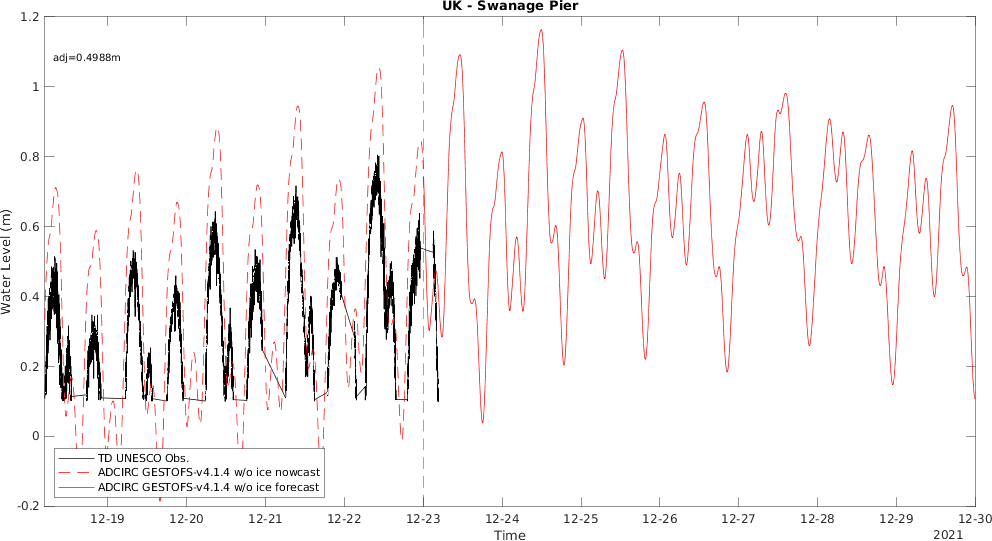 UK - Swanage Pier
adj=0.4988m
1.2
1
0.8
0.6
0.4
0.2
0
-0.2
Water Level (m)
TD UNESCO Obs.
ADCIRC GESTOFS-v4.1.4 w/o ice nowcast
ADCIRC GESTOFS-v4.1.4 w/o ice forecast
12-19 12-20 12-21 12-22 12-23 12-24 12-25 12-26 12-27 12-28 12-29 12-30
Time
2021